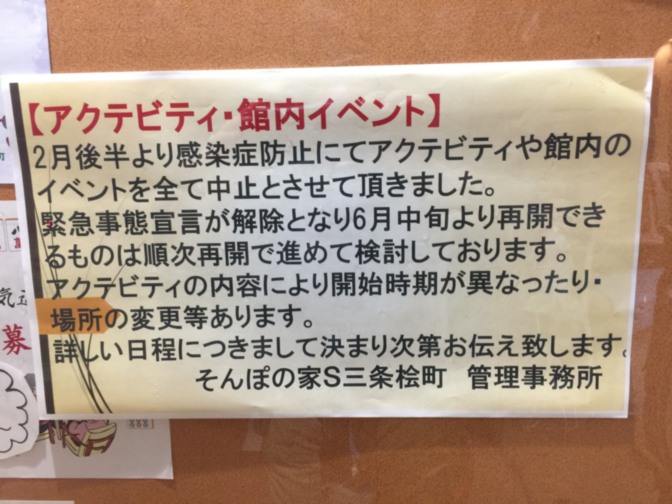 【アクテビティ・館内イベント】
2月後半より感染症防止にてアクテビティや館内の
イベントを全て中止とさせて頂きました。
緊急事態宣言が解除となり6月中旬より再開でき
るものは順次再開で進めて検討しております。
アクテビティの内容により開始時期が異なったり・
場所の変更等あります。
詳しい日程につきまして決まり次第お伝え致します。
そんぽの家S三条桧町 管理事務所
募